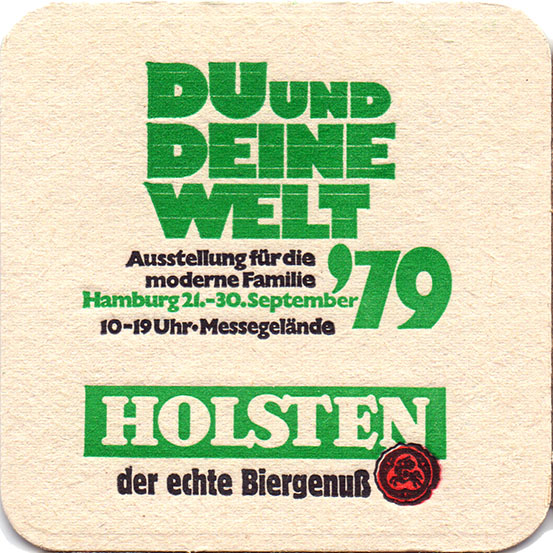 DU UND
DEINE
WELT
'79
Ausstellung für die
moderne Familie
Hamburg 21.-30. September
10-19 Uhr • Messegelände
HOLSTEN
der echte Biergenuß